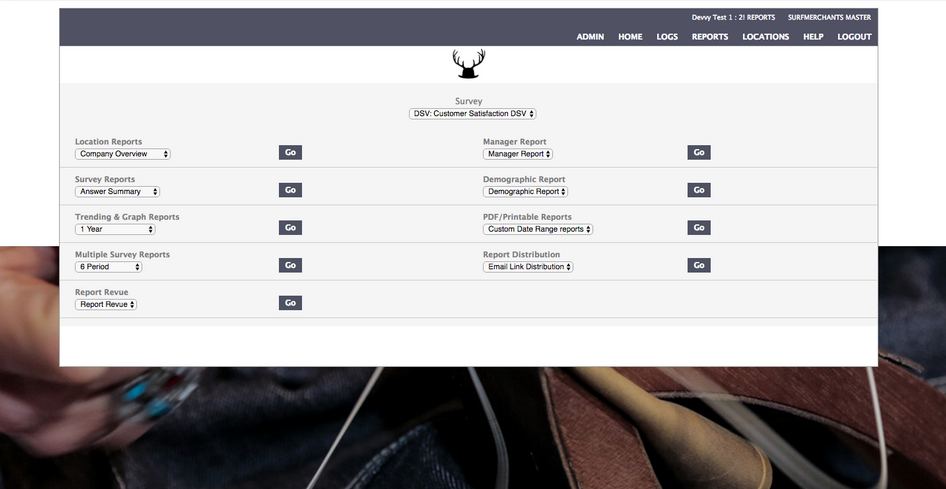 Devvy Test 1 : 2! REPORTS SURFMERCHANTS MASTER
ADMIN HOME LOGS REPORTS LOCATIONS HELP LOGOUT
Survey
DSV: Customer Satisfaction DSV
Location Reports
Company Overview Go
Manager Report
Manager Report Go
Survey Reports
Answer Summary Go
Demographic Report
Demographic Report Go
Trending & Graph Reports
1 Year Go
PDF/Printable Reports
Custom Date Range reports Go
Multiple Survey Reports
6 Period Go
Report Distribution
Email Link Distribution Go
Report Revue
Report Revue Go